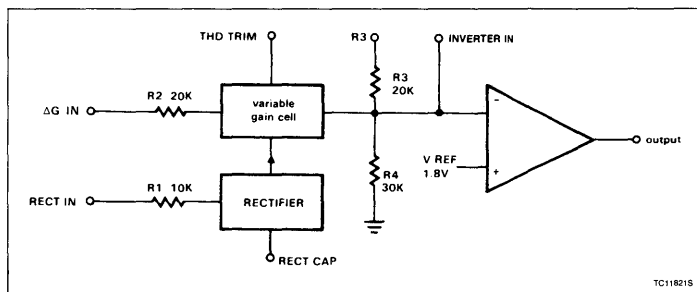 THD TRIM
R3
INVERTER IN
R3
20K
ΔG IN
R2 20K
variable
gain cell
−
output
V REF
1.8V
+
R4
30K
RECT IN
R1 10K
RECTIFIER
RECT CAP
TC11821S